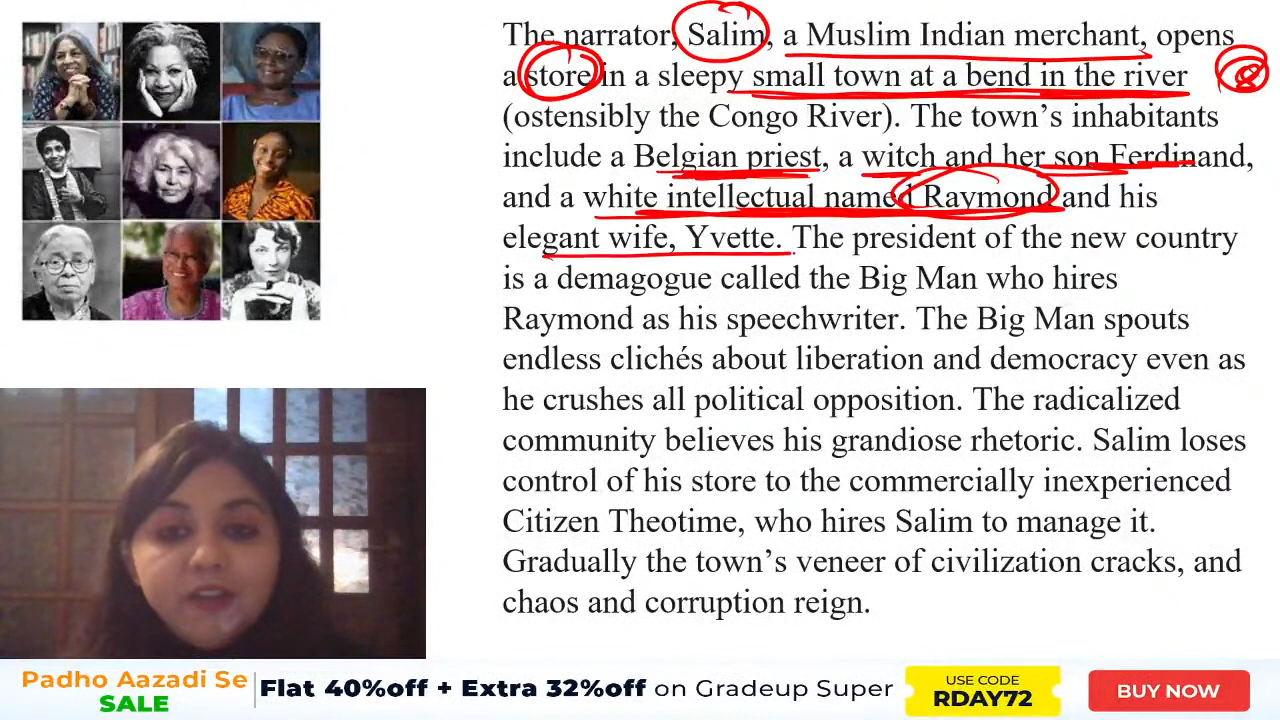 The narrator, Salim, a Muslim Indian merchant, opens
a store in a sleepy small town at a bend in the river
(ostensibly the Congo River). The town's inhabitants
include a Belgian priest, a witch and her son Ferdinand,
and a white intellectual named Raymond and his
elegant wife, Yvette. The president of the new country
is a demagogue called the Big Man who hires
Raymond as his speechwriter. The Big Man spouts
endless clichés about liberation and democracy even as
he crushes all political opposition. The radicalized
community believes his grandiose rhetoric. Salim loses
control of his store to the commercially inexperienced
Citizen Theotime, who hires Salim to manage it.
Gradually the town's veneer of civilization cracks, and
chaos and corruption reign.
Padho Aazadi Se
SALE
Flat 40%off + Extra 32%off on Gradeup Super
USE CODE
RDAY72
BUY NOW